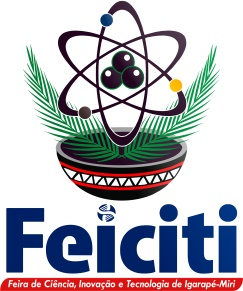 Feiciti
Feira de Ciência, Inovação e Tecnologia de Igarapé-Miri